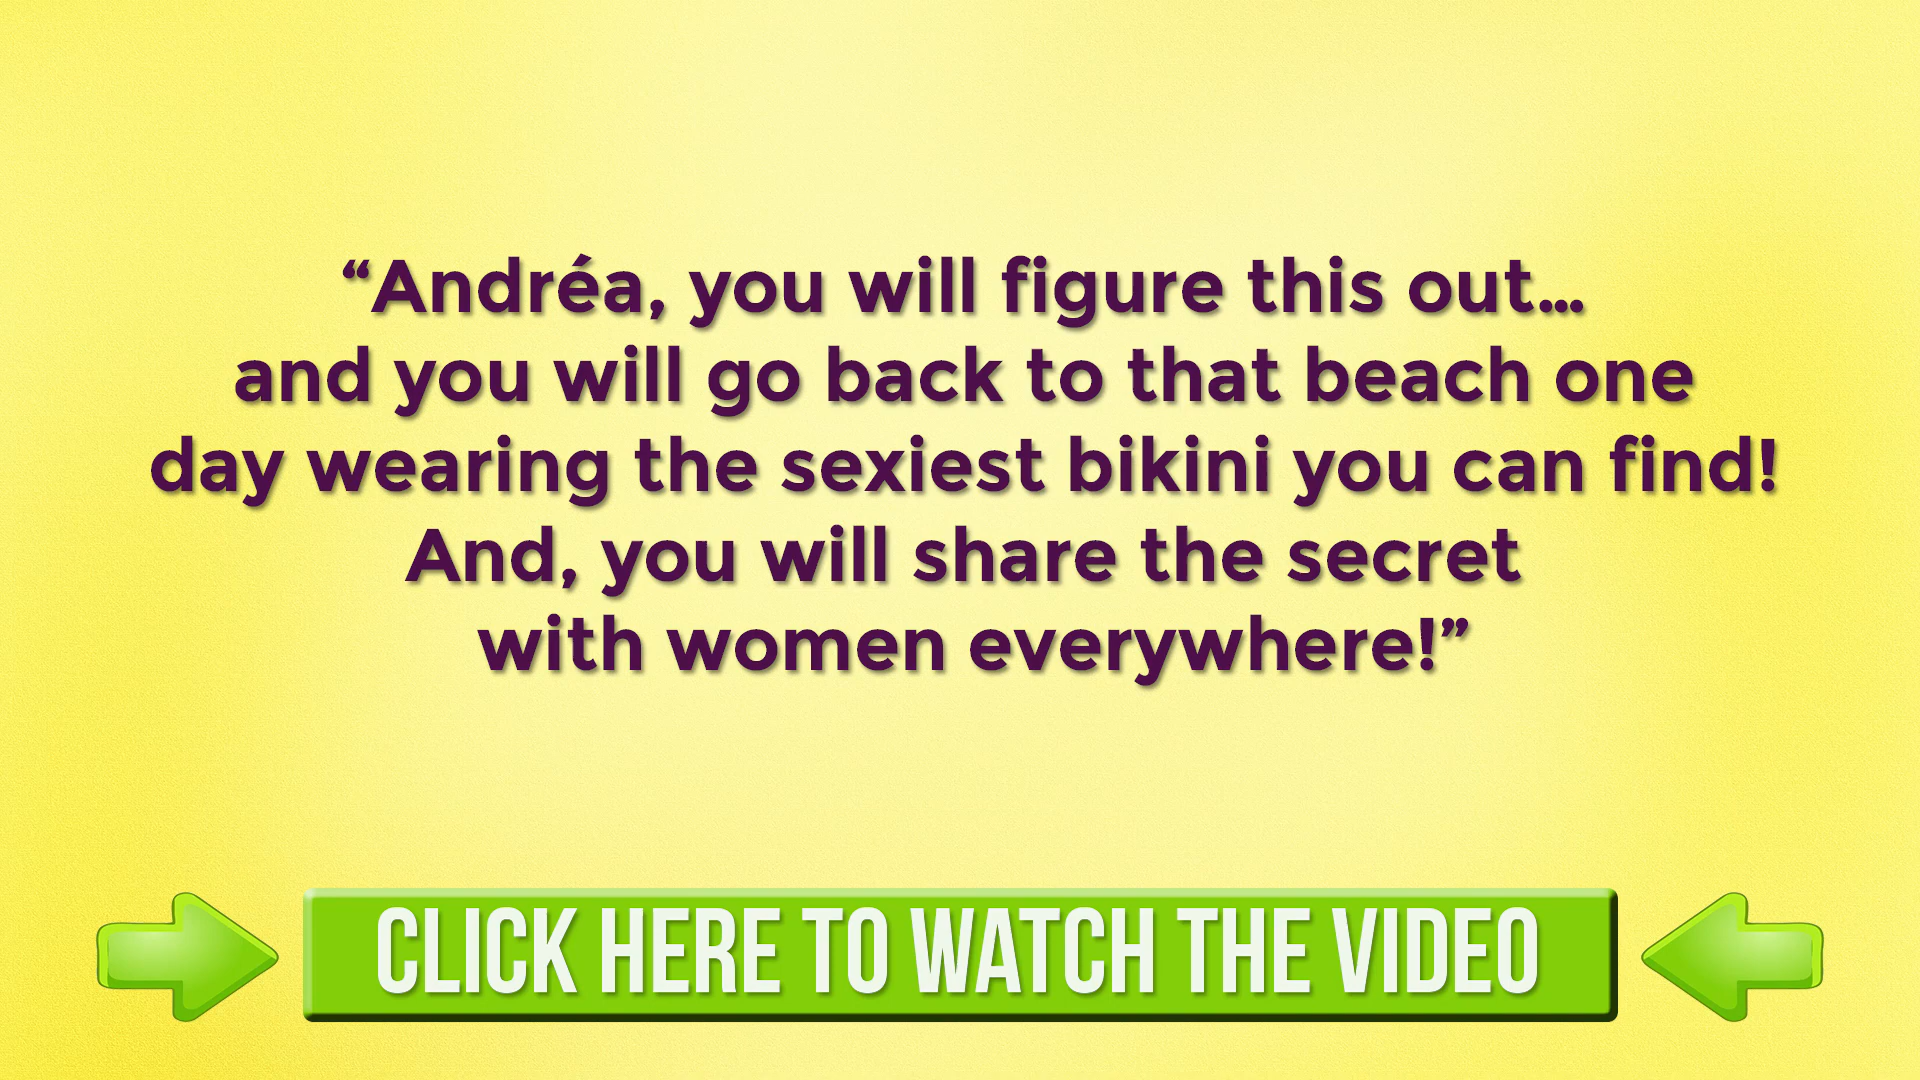 “Andréa, you will figure this out…
and you will go back to that beach one
day wearing the sexiest bikini you can find!
And, you will share the secret
with women everywhere!”
CLICK HERE TO WATCH THE VIDEO